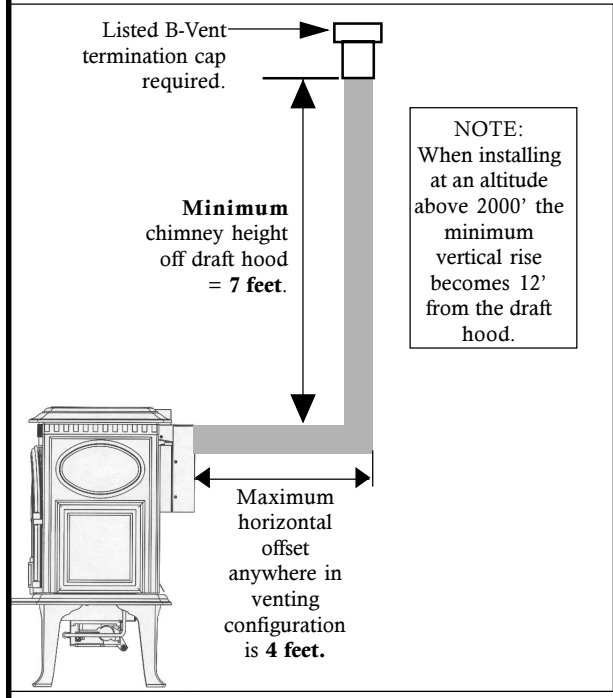 Listed B-Vent
termination cap
required.
NOTE:
When installing
at an altitude
above 2000’ the
minimum
vertical rise
becomes 12’
from the draft
hood.
Minimum
chimney height
off draft hood
= 7 feet.
Maximum
horizontal
offset
anywhere in
venting
configuration
is 4 feet.